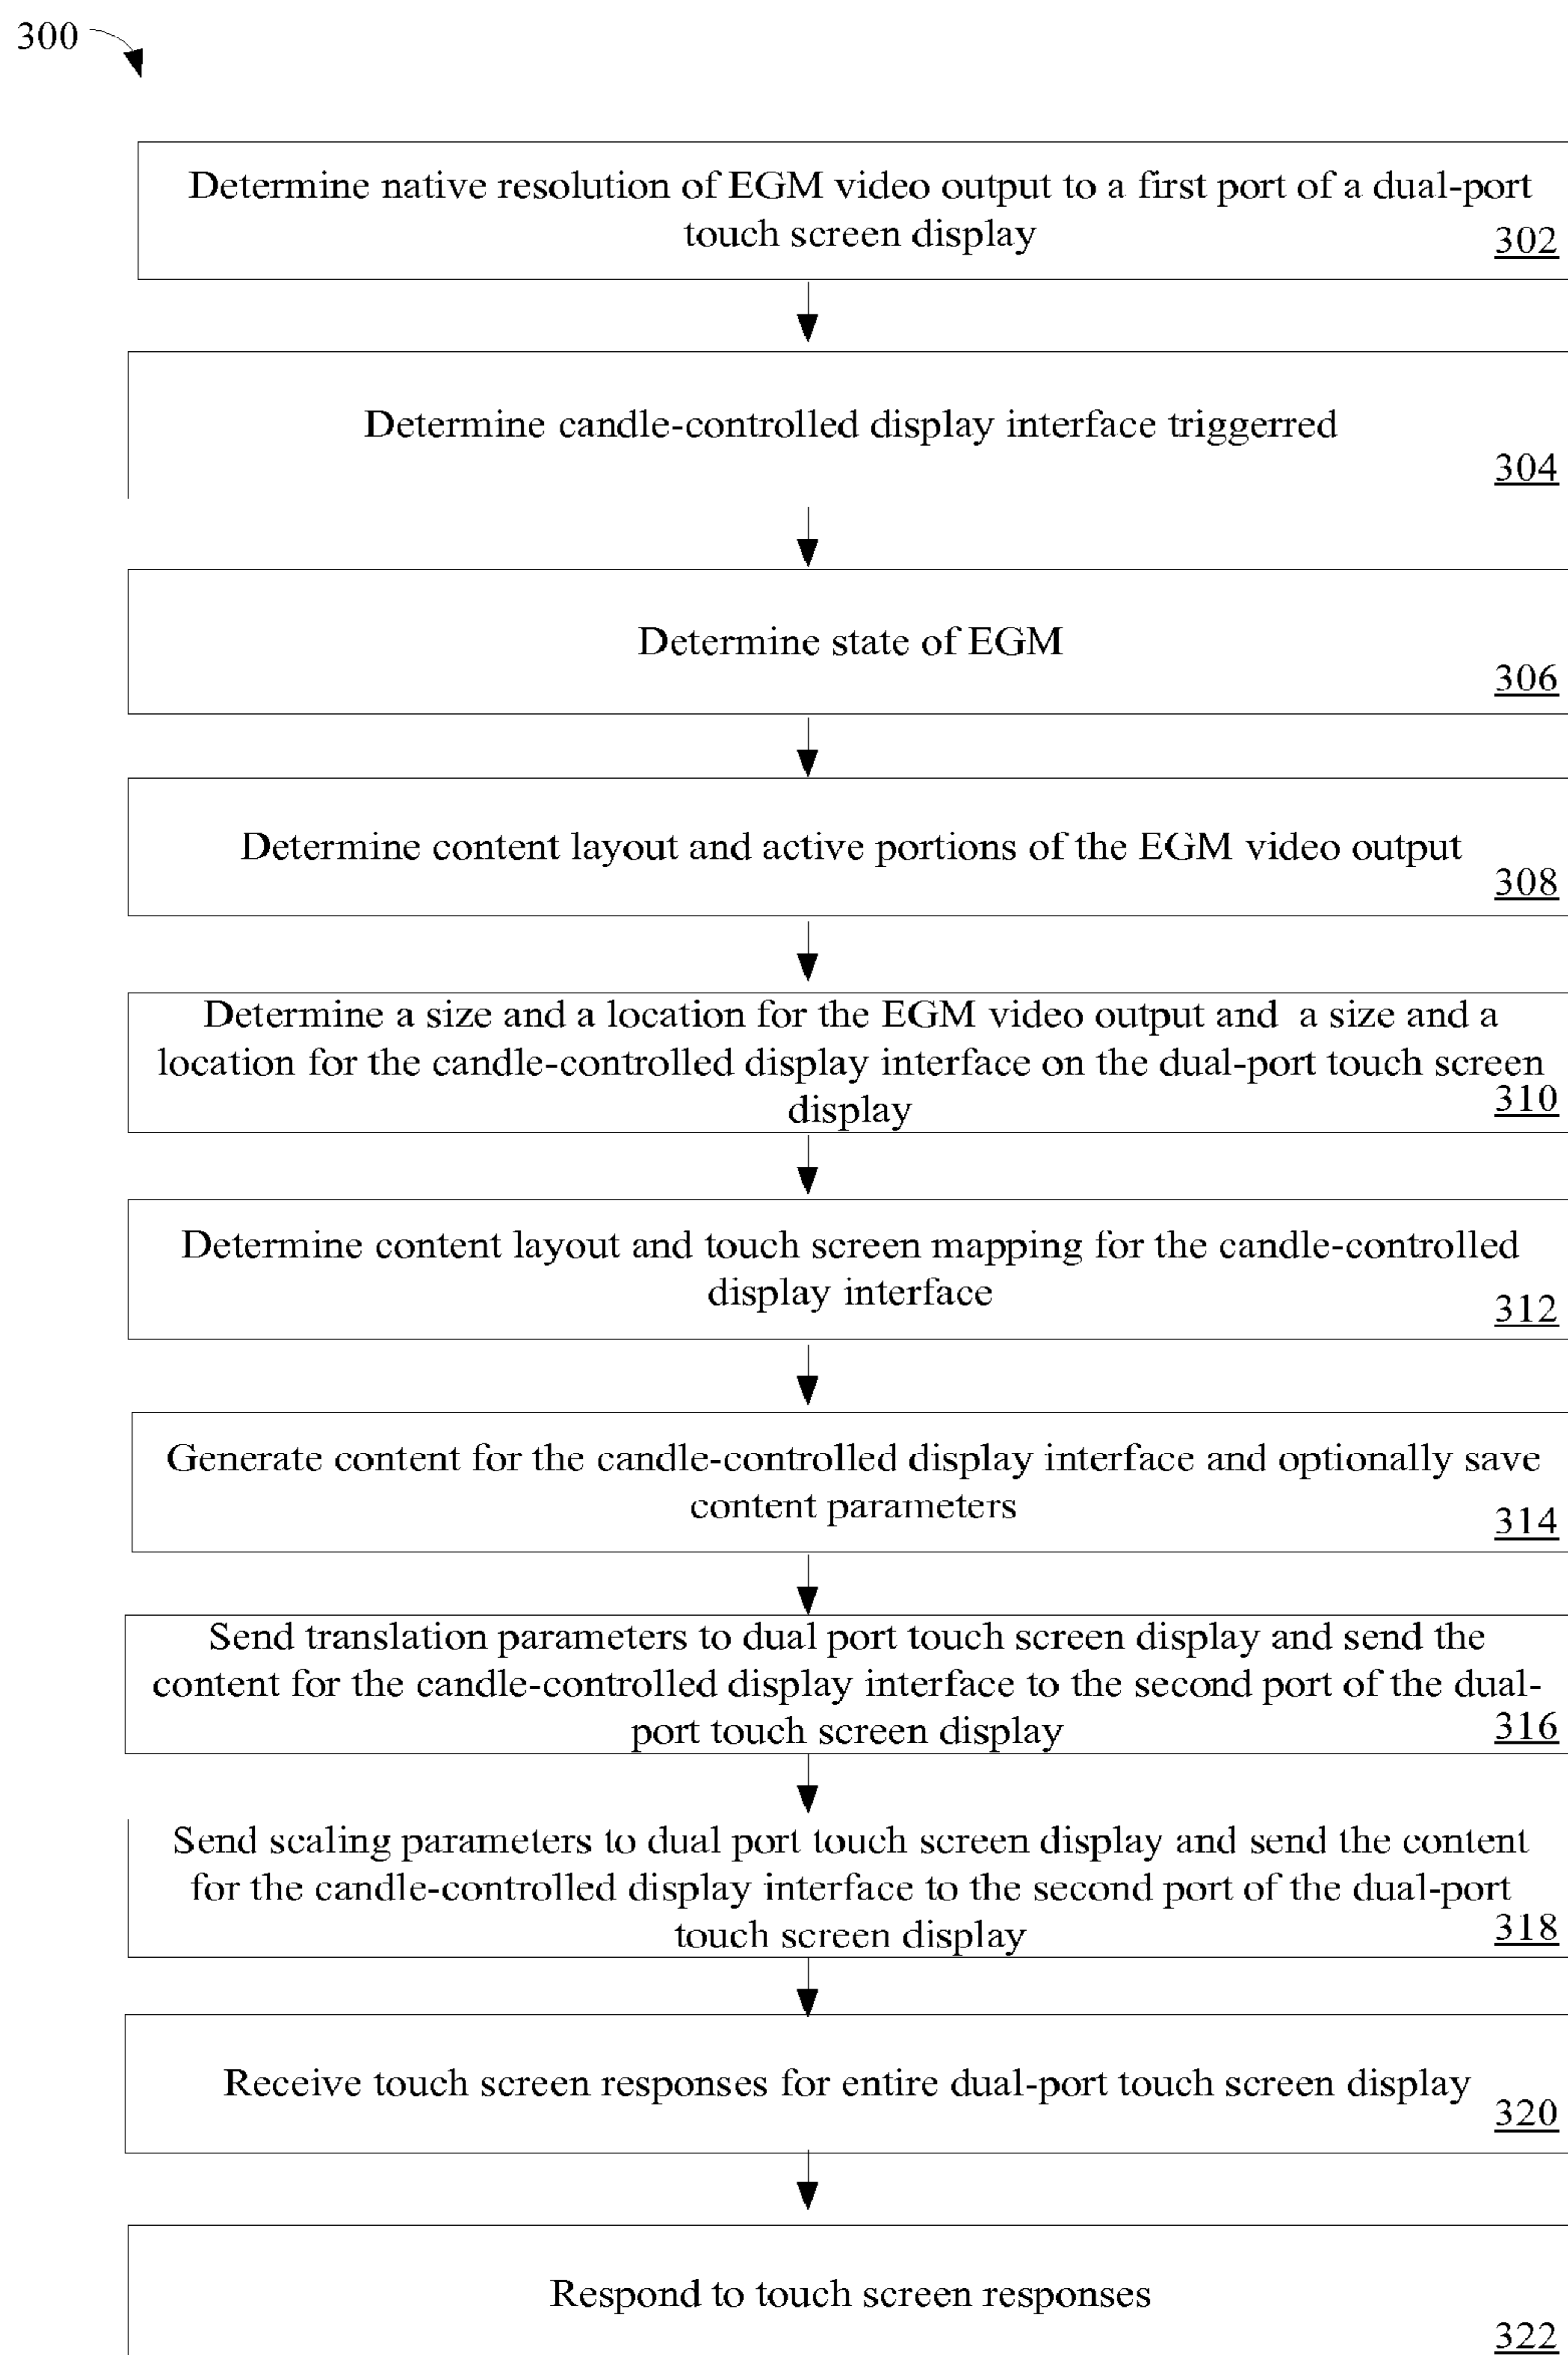 300
Determine native resolution of EGM video output to a first port of a dual-port
touch screen display
302
Determine candle-controlled display interface triggerred
304
Determine state of EGM
306
Determine content layout and active portions of the EGM video output
308
Determine a size and a location for the EGM video output and a size and a
location for the candle-controlled display interface on the dual-port touch screen
display
310
Determine content layout and touch screen mapping for the candle-controlled
display interface
312
Generate content for the candle-controlled display interface and optionally save
content parameters
314
Send translation parameters to dual port touch screen display and send the
content for the candle-controlled display interface to the second port of the dual-
port touch screen display
316
Send scaling parameters to dual port touch screen display and send the content
for the candle-controlled display interface to the second port of the dual-port
touch screen display
318
Receive touch screen responses for entire dual-port touch screen display
320
Respond to touch screen responses
322